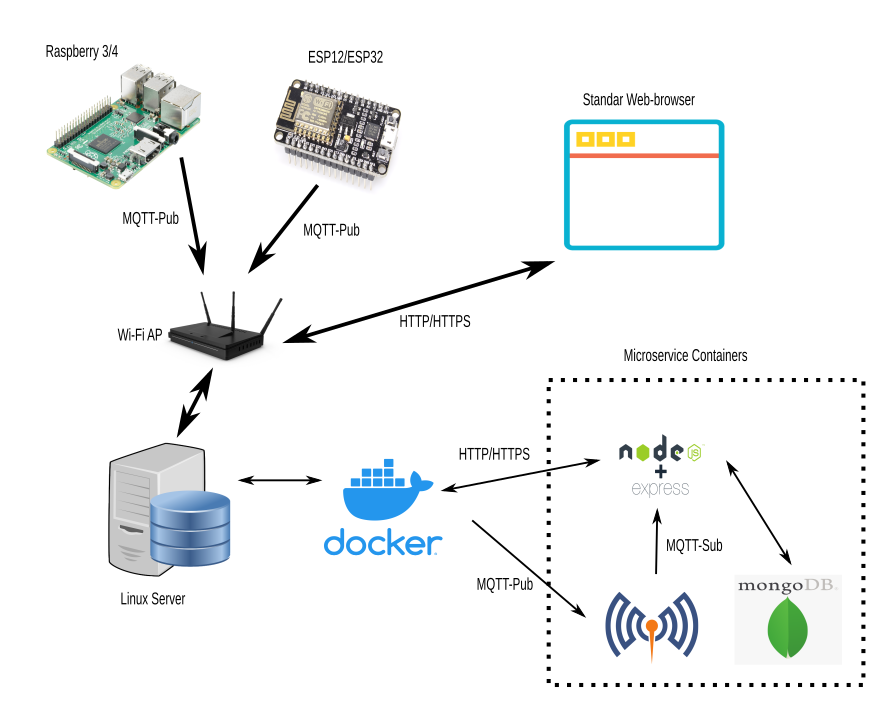 Raspberry 3/4
ESP12/ESP32
Standar Web-browser
MQTT-Pub
MQTT-Pub
HTTP/HTTPS
Wi-Fi AP
Microservice Containers
HTTP/HTTPS
node
JS
+
express
docker
MQTT-Sub
MQTT-Pub
mongoDB.
Linux Server